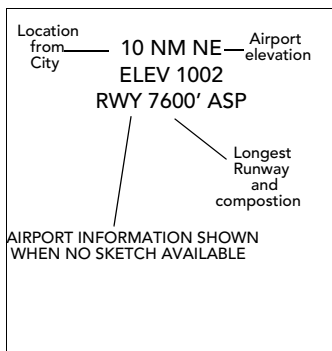 Location
from
City
10 NM NE
Airport
elevation
ELEV 1002
RWY 7600’ ASP
Longest
Runway
and
compostion
AIRPORT INFORMATION SHOWN
WHEN NO SKETCH AVAILABLE